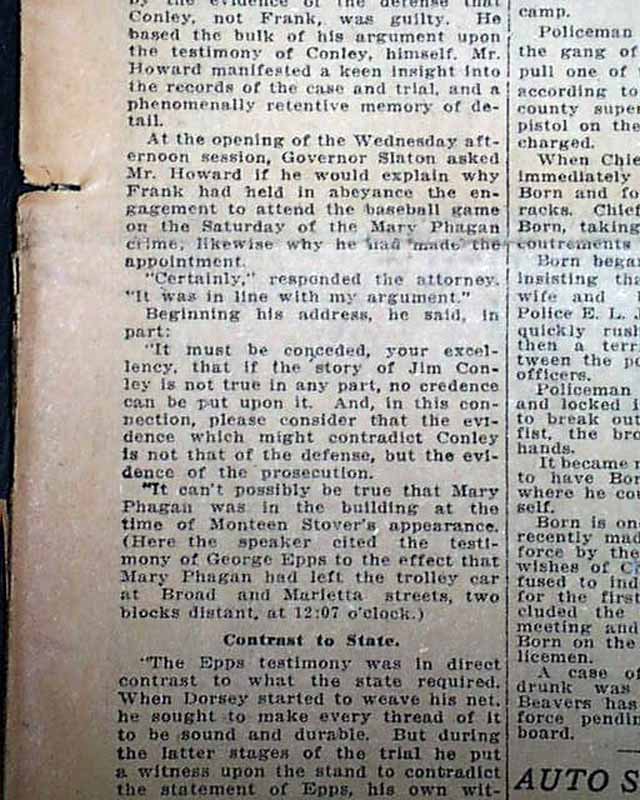 by the evidence of the defense that
Conley, not Frank, was guilty. He
based the bulk of his argument upon
the testimony of Conley, himself. Mr.
Howard manifested a keen insight into
the records of the case and trial, and a
phenomenally retentive memory of de-
tail.
At the opening of the Wednesday aft-
ernoon session, Governor Slaton asked
Mr. Howard if he would explain why
Frank had held in abeyance the en-
gagement to attend the baseball game
on the Saturday of the Mary Phagan
crime; likewise why he had made the
appointment.
"Certainly," responded the attorney.
"It was in line with my argument."
Beginning his address, he said, in
part:
"It must be conceded, your excel-
lency, that if the story of Jim Con-
ley is not true in any part, no credence
can be put upon it. And, in this con-
nection, please consider that the evi-
dence which might contradict Conley
is not that of the defense, but the evi-
dence of the prosecution.
"It can't possibly be true that Mary
Phagan was in the building at the
time of Monteen Stover's appearance.
(Here the speaker cited the testi-
mony of George Epps to the effect that
Mary Phagan had left the trolley car
at Broad and Marietta streets, two
blocks distant, at 12:07 o'clock.)
Contrast to State.
"The Epps testimony was in direct
contrast to what the state required.
When Dorsey started to weave his net,
he sought to make every thread of it
to be sound and durable. But during
the latter stages of the trial he put
a witness upon the stand to contradict
the statement of Epps, his own wit-
camp.
Policeman
the gang of
pull one of
according to
county super
pistol on the
charged.
When Chie
immediately
Born and fo
racks. Chief
Born, taking
coutrements
Born began
insisting tha
wife and
Police E. L. J
quickly rush
then a terri
tween the po
officers.
Policeman
and locked i
to break out
fist, the bro
hands.
It became n
to have Bor
where he co
self.
Born is on
recently mad
force by the
wishes of C
fused to ind
for the first
cluded the
meeting and
Born on the
licemen.
A case of
drunk was
Beavers has
force pendin
board.
AUTO S